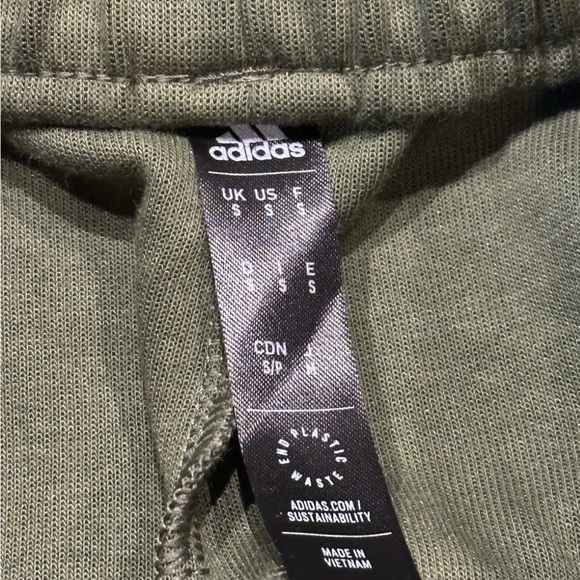 adidas
UK US F
S S S
D I E
S S S
CDN J
S/P M
END PLASTIC WASTE
ADIDAS.COM/
SUSTAINABILITY
MADE IN
VIETNAM